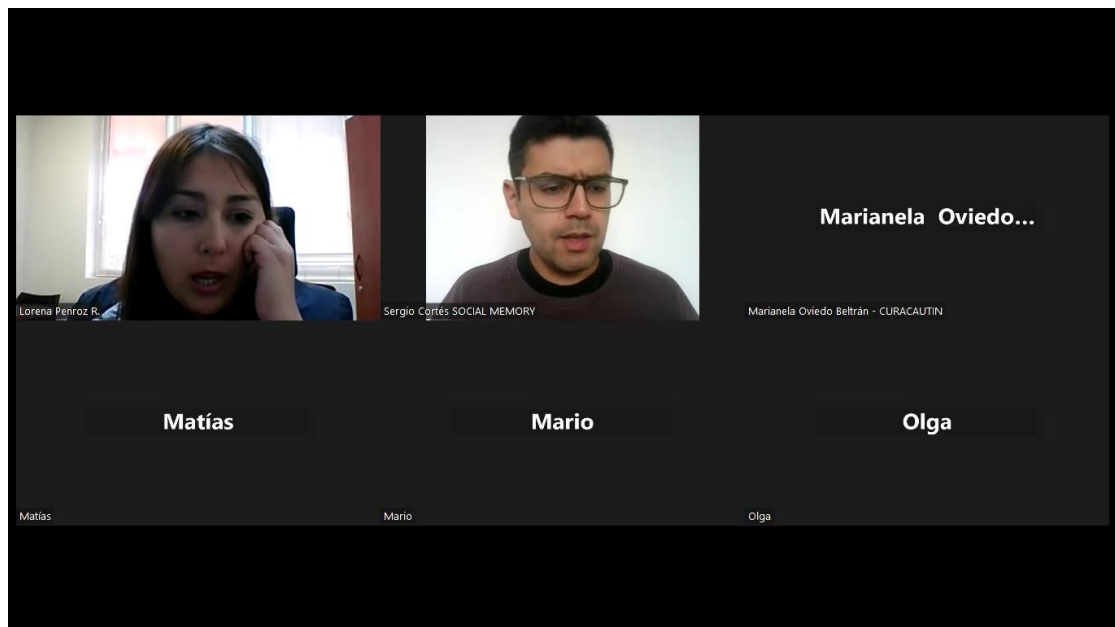 Marianela Oviedo...
Lorena Penroz R.
Sergio Cortés SOCIAL MEMORY
Marianela Oviedo Beltrán - CURACAUTIN
Matías
Mario
Olga
Matías
Mario
Olga